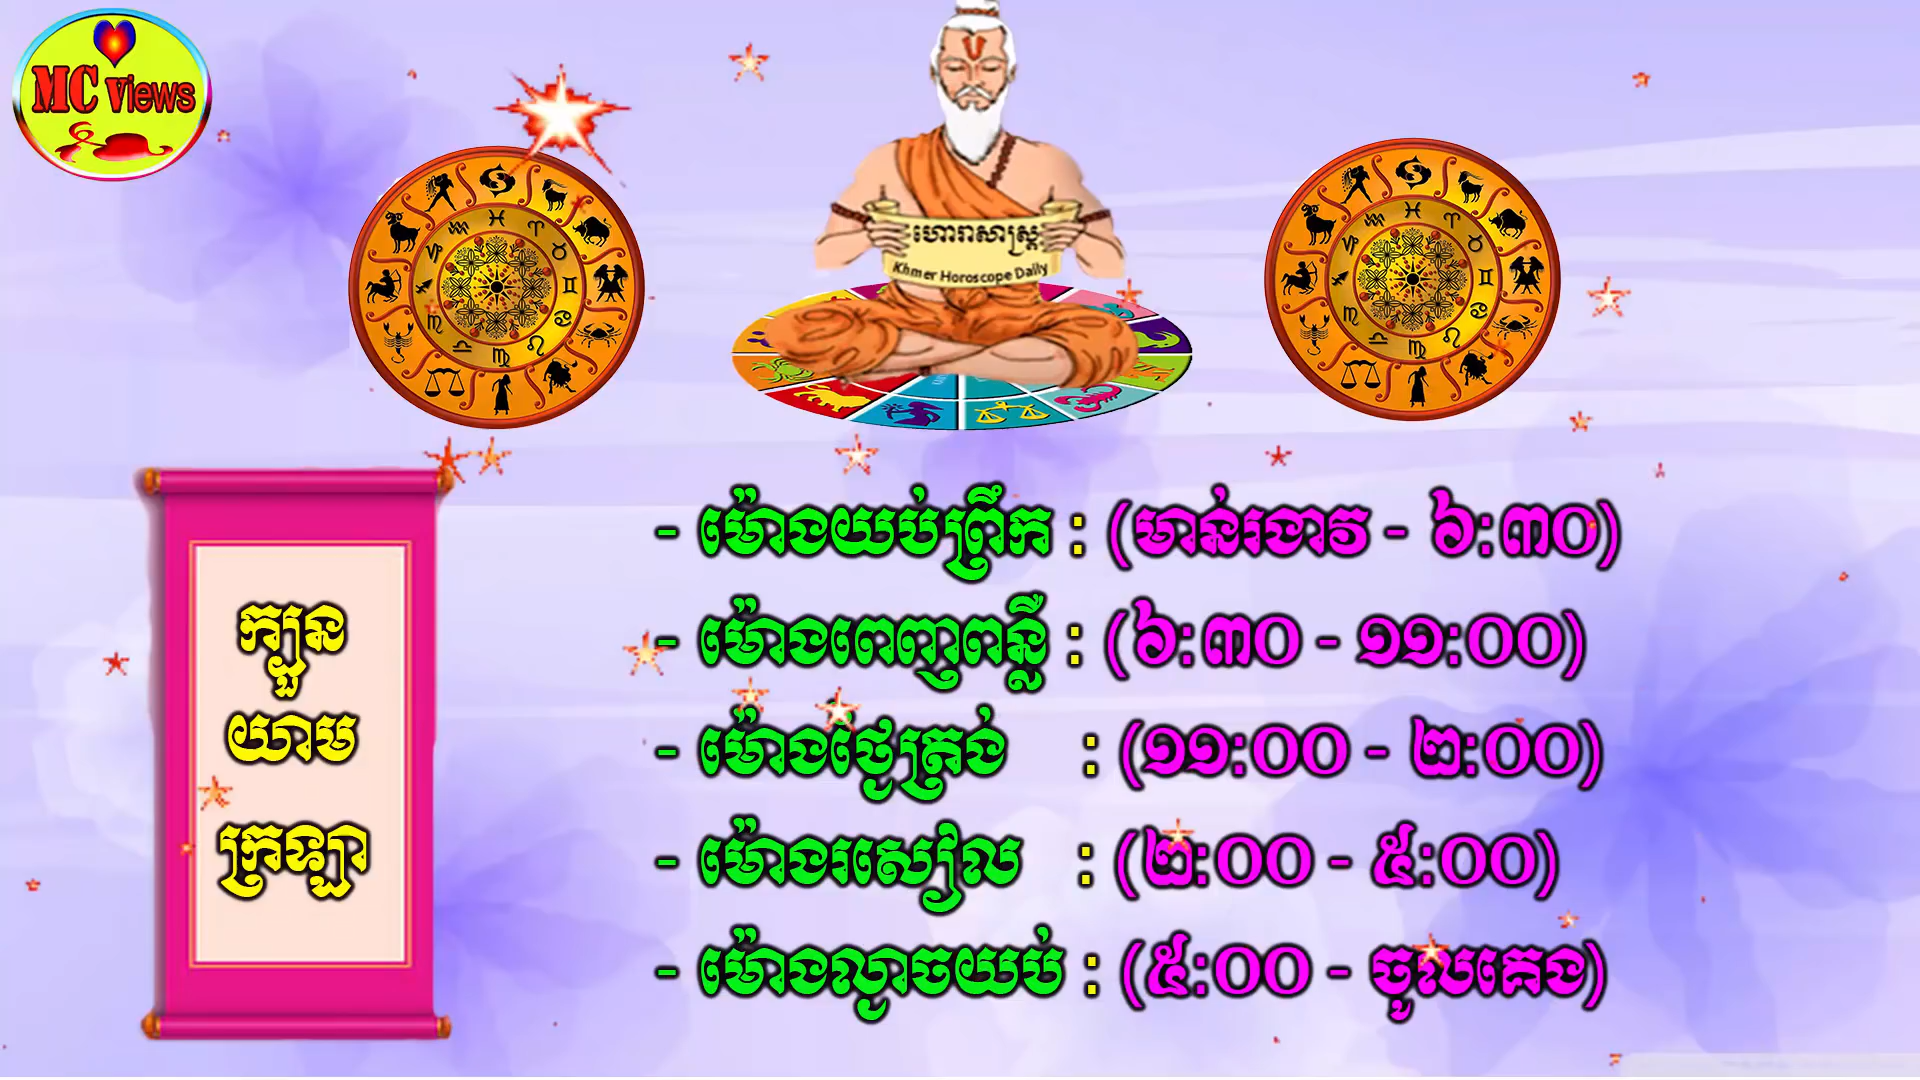 MC Views
ហោរាសាស្ត្រ
Khmer Horoscope Daily
ក្បួន
យាម
ក្រឡា
- ម៉ោងយប់ព្រឹក : (មាន់រងាវ - ៦:៣០)
- ម៉ោងពេញពន្លឺ : (៦:៣០ - ១១:០០)
- ម៉ោងថ្ងៃត្រង់ : (១១:០០ - ២:០០)
- ម៉ោងរសៀល : (២:០០ - ៥:០០)
- ម៉ោងល្ងាចយប់ : (៥:០០ - ចូលគេង)